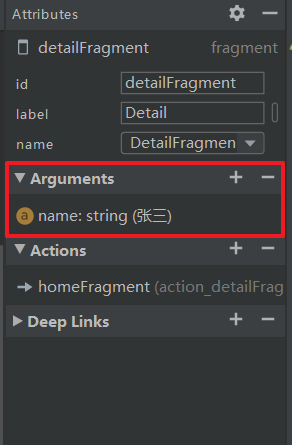 Attributes
detailFragment fragment
id detailFragment
label Detail
name DetailFragmen
Arguments
a name: string (张三)
Actions
homeFragment (action_detailFrag
Deep Links